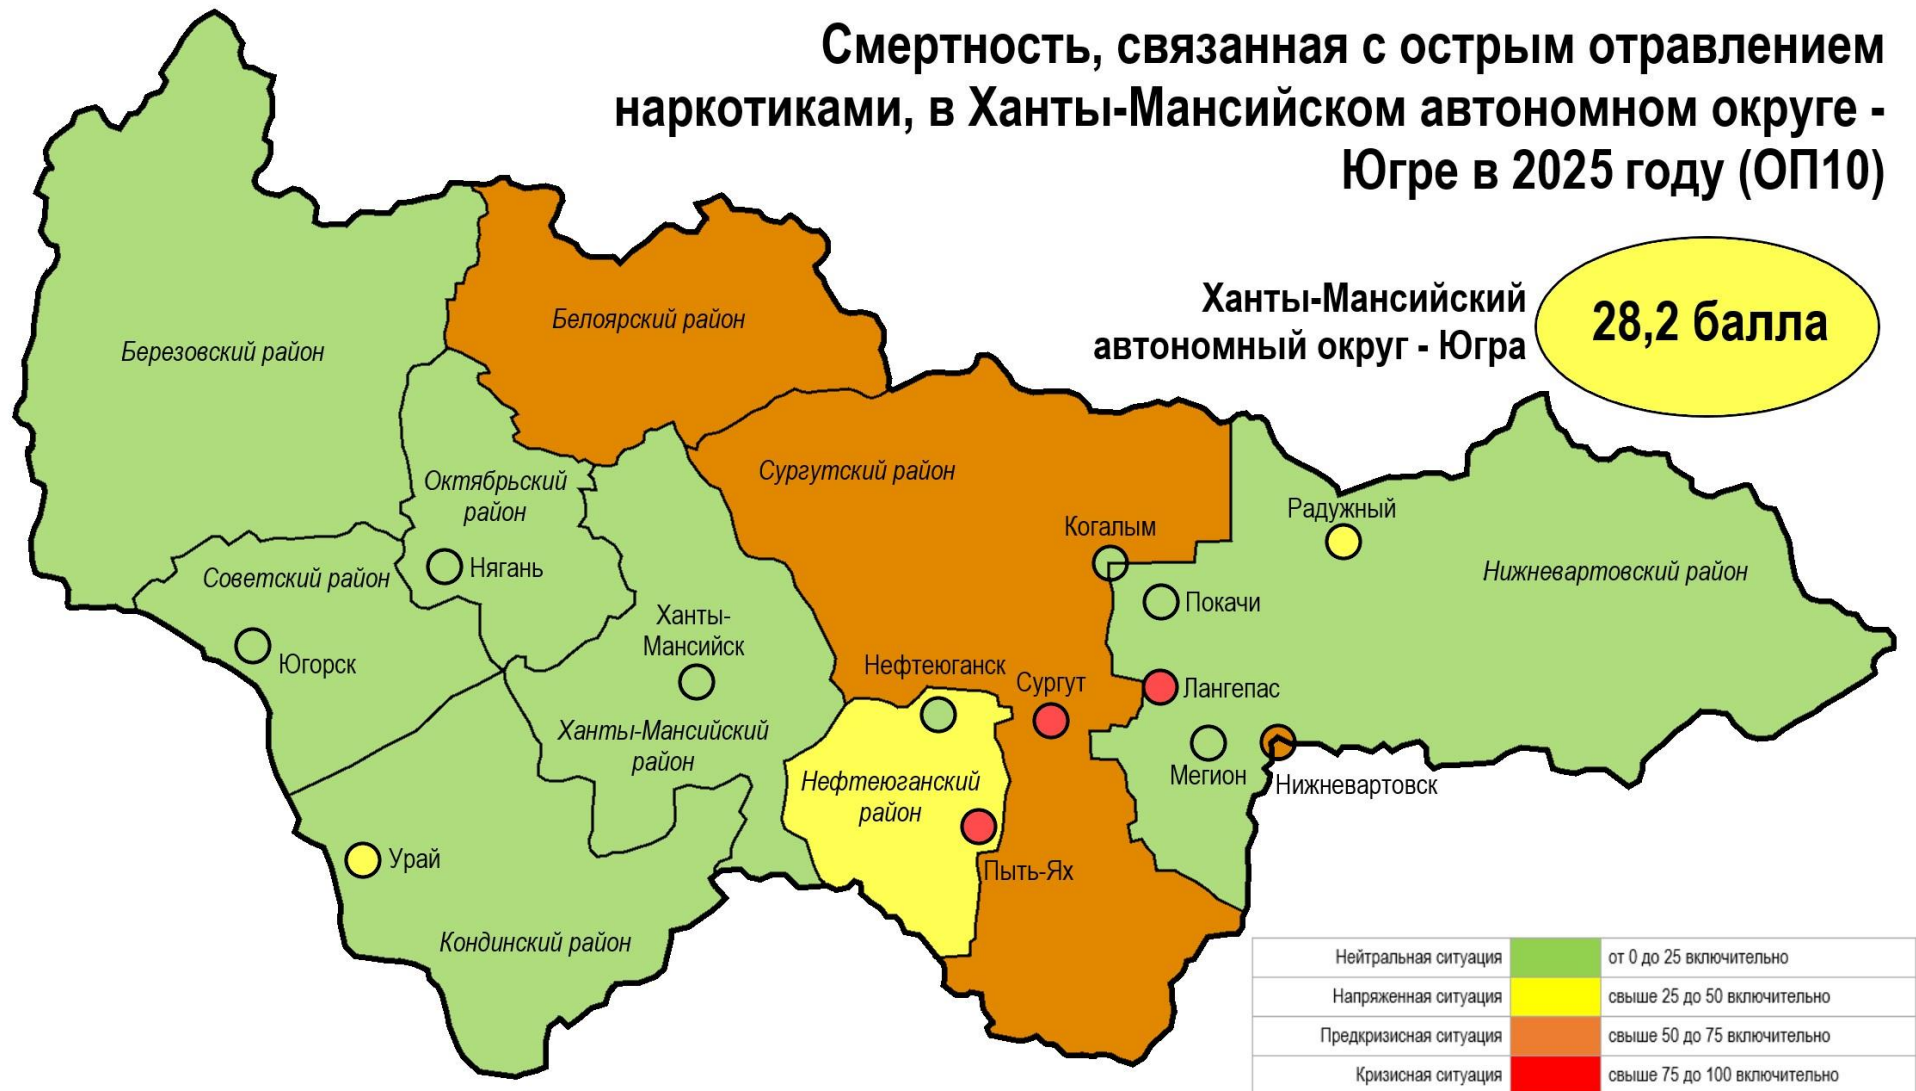 Смертность, связанная с острым отравлением
наркотиками, в Ханты-Мансийском автономном округе -
Югре в 2025 году (ОП10)
Ханты-Мансийский
автономный округ - Югра
28,2 балла
Белоярский район
Березовский район
Сургутский район
Октябрьский
район
Когалым
Радужный
Нижневартовский район
Нягань
Советский район
Покачи
Ханты-
Мансийск
Югорск
Нефтеюганск
Сургут
Лангепас
Ханты-Мансийский
район
Мегион
Нижневартовск
Нефтеюганский
район
Урай
Пыть-Ях
Кондинский район
Нейтральная ситуация от 0 до 25 включительно
Напряженная ситуация свыше 25 до 50 включительно
Предкризисная ситуация свыше 50 до 75 включительно
Кризисная ситуация свыше 75 до 100 включительно